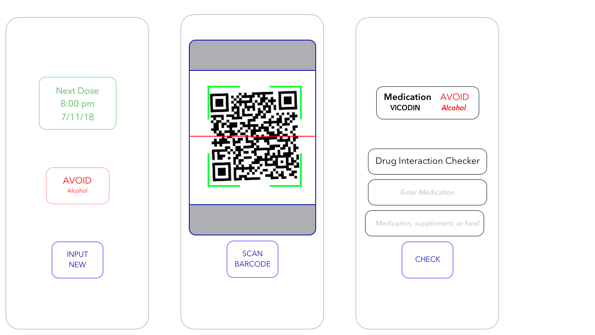 Next Dose
8:00 pm
7/11/18
AVOID
Alcohol
INPUT
NEW
SCAN
BARCODE
Medication AVOID
VICODIN Alcohol
Drug Interaction Checker
Enter Medication
Medication, supplement, or food
CHECK